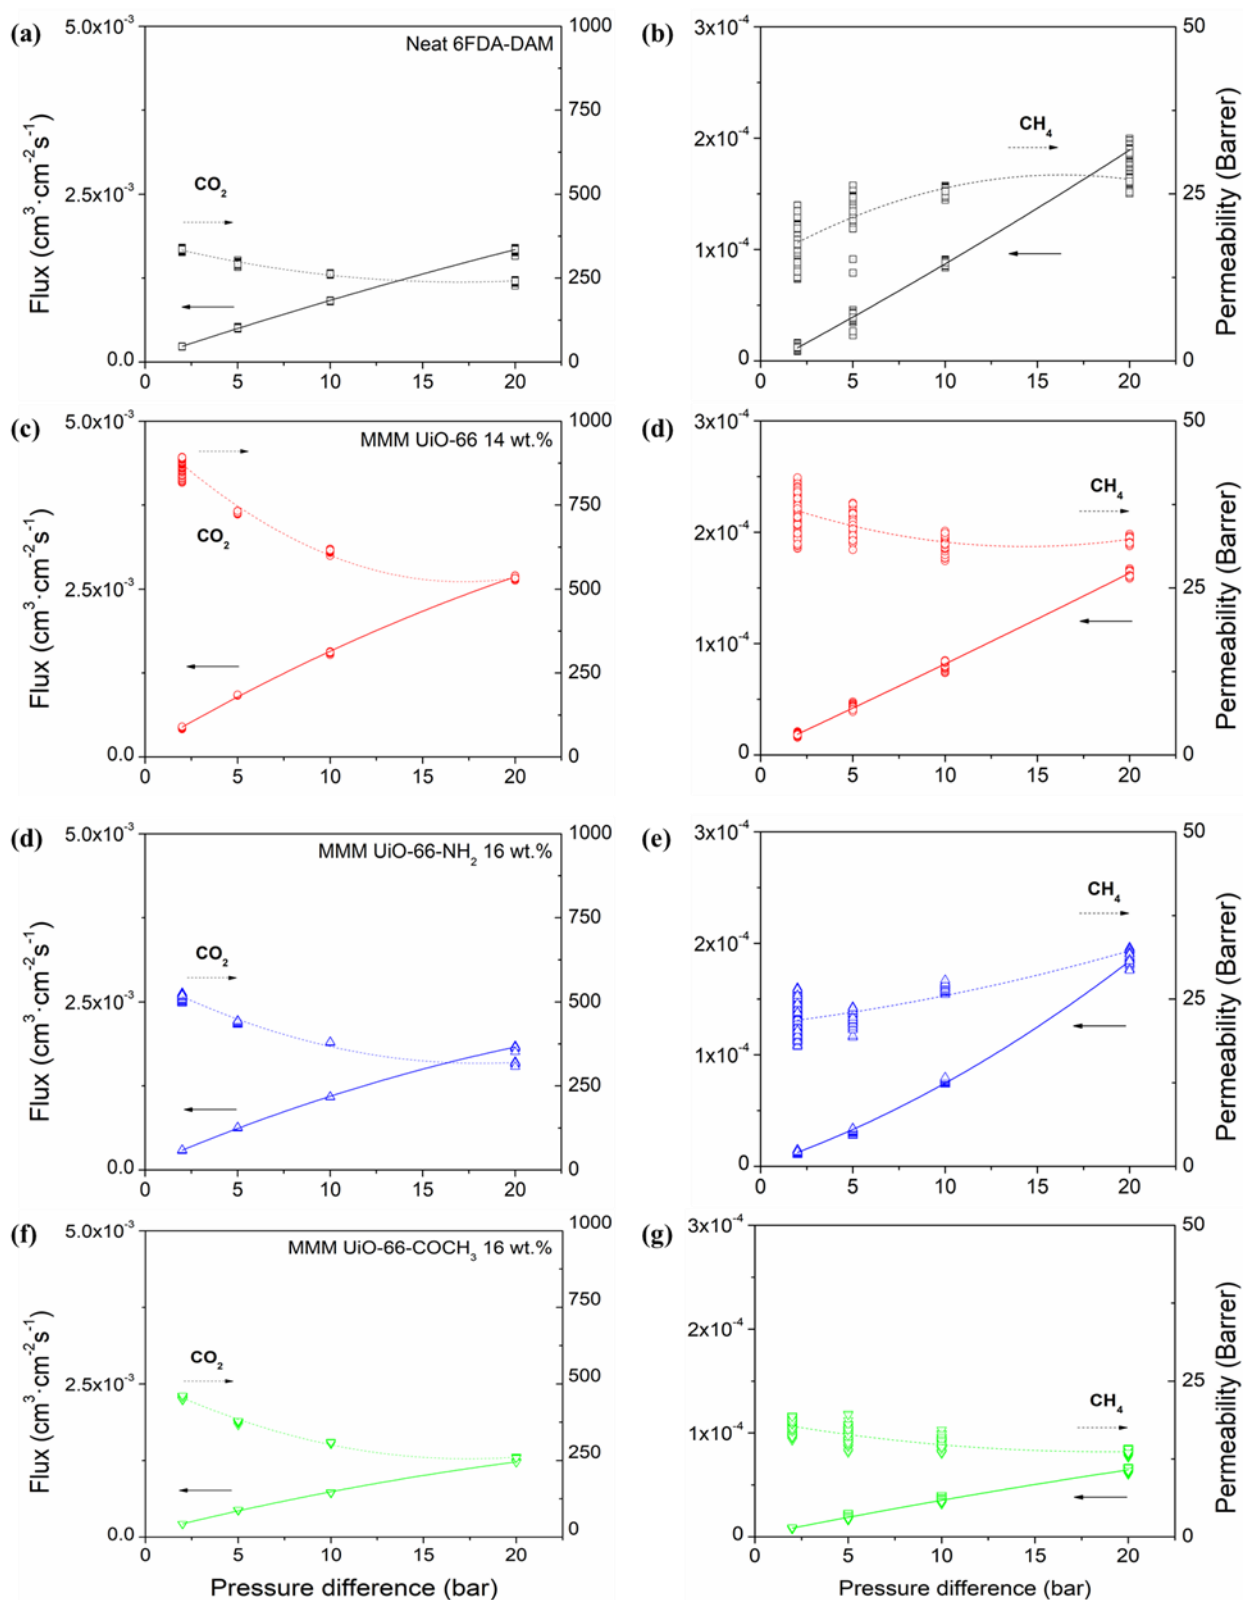 (a)
Neat 6FDA-DAM
5.0x10⁻³
2.5x10⁻³
0.0
1000
750
500
250
0
CO₂
Flux (cm³·cm⁻²s⁻¹)
0 5 10 15 20
(b)
3x10⁻⁴
2x10⁻⁴
1x10⁻⁴
0
50
25
0
CH₄
Permeability (Barrer)
0 5 10 15 20
(c)
MMM UiO-66 14 wt.%
5.0x10⁻³
2.5x10⁻³
0.0
1000
750
500
250
0
CO₂
Flux (cm³·cm⁻²s⁻¹)
0 5 10 15 20
(d)
3x10⁻⁴
2x10⁻⁴
1x10⁻⁴
0
50
25
0
CH₄
Permeability (Barrer)
0 5 10 15 20
(d)
MMM UiO-66-NH₂ 16 wt.%
5.0x10⁻³
2.5x10⁻³
0.0
1000
750
500
250
0
CO₂
Flux (cm³·cm⁻²s⁻¹)
0 5 10 15 20
(e)
3x10⁻⁴
2x10⁻⁴
1x10⁻⁴
0
50
25
0
CH₄
Permeability (Barrer)
0 5 10 15 20
(f)
MMM UiO-66-COCH₃ 16 wt.%
5.0x10⁻³
2.5x10⁻³
0.0
1000
750
500
250
0
CO₂
Flux (cm³·cm⁻²s⁻¹)
0 5 10 15 20
Pressure difference (bar)
(g)
3x10⁻⁴
2x10⁻⁴
1x10⁻⁴
0
50
25
0
CH₄
Permeability (Barrer)
0 5 10 15 20
Pressure difference (bar)